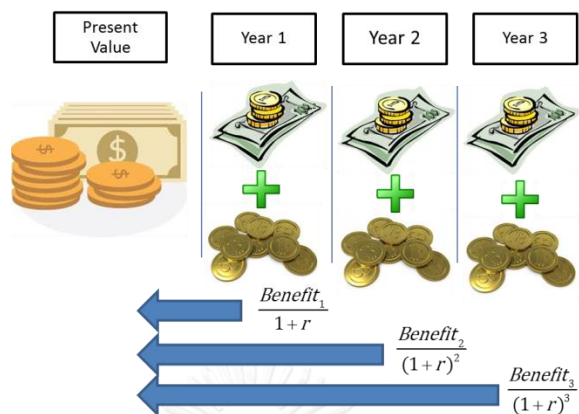 Present
Value
Year 1
Year 2
Year 3
$
$ $
Benefit₁
1+r
Benefit₂
(1+r)²
Benefit₃
(1+r)³